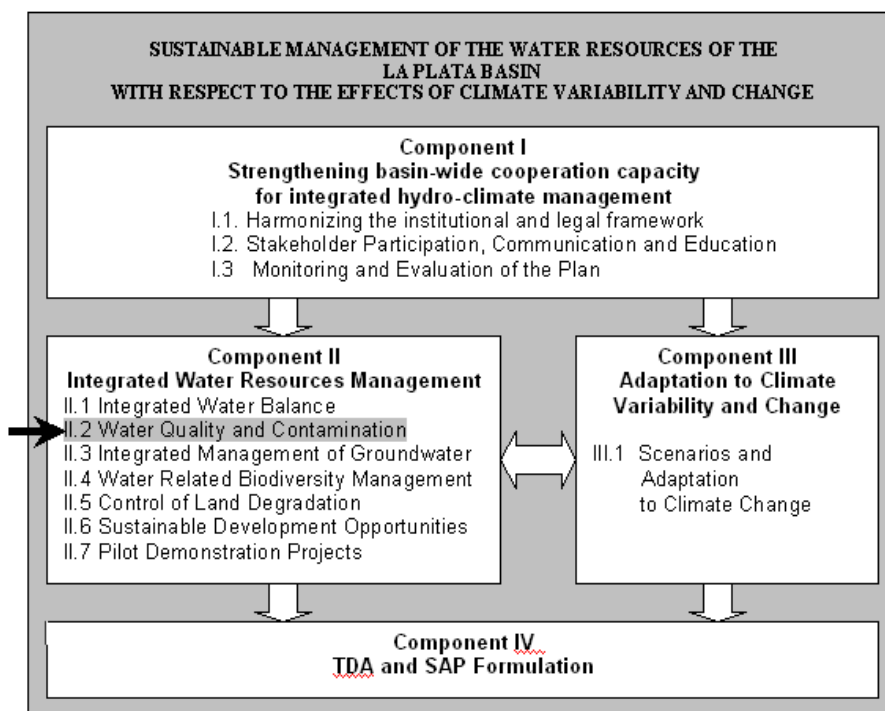 SUSTAINABLE MANAGEMENT OF THE WATER RESOURCES OF THE
LA PLATA BASIN
WITH RESPECT TO THE EFFECTS OF CLIMATE VARIABILITY AND CHANGE
Component I
Strengthening basin-wide cooperation capacity
for integrated hydro-climate management
I.1. Harmonizing the institutional and legal framework
I.2. Stakeholder Participation, Communication and Education
I.3 Monitoring and Evaluation of the Plan
Component II
Integrated Water Resources Management
II.1 Integrated Water Balance
II.2 Water Quality and Contamination
II.3 Integrated Management of Groundwater
II.4 Water Related Biodiversity Management
II.5 Control of Land Degradation
II.6 Sustainable Development Opportunities
II.7 Pilot Demonstration Projects
Component III
Adaptation to Climate
Variability and Change
III.1 Scenarios and
Adaptation
to Climate Change
Component IV
TDA and SAP Formulation